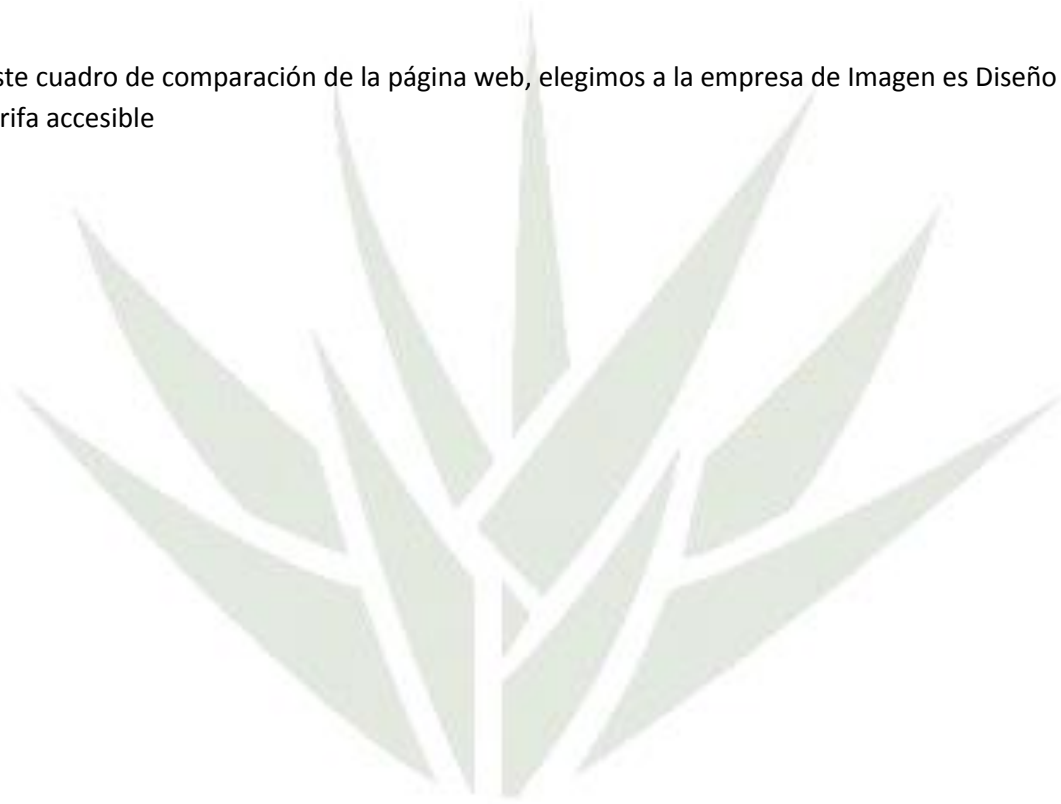 ste cuadro de comparación de la página web, elegimos a la empresa de Imagen es Diseño
rifa accesible